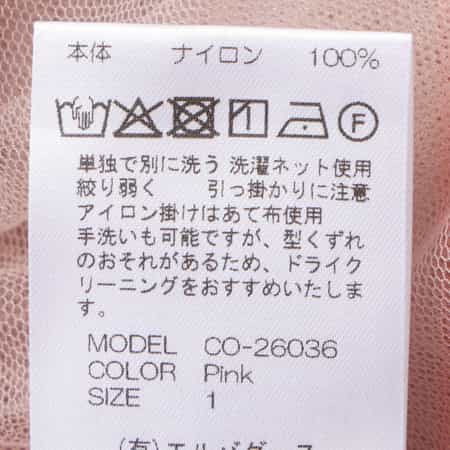 本体 ナイロン 100%
F
単独で別に洗う 洗濯ネット使用
絞り弱く 引っ掛かりに注意
アイロン掛けはあて布使用
手洗いも可能ですが、型くずれ
のおそれがあるため、ドライク
リーニングをおすすめいたしま
す。
MODEL CO-26036
COLOR Pink
SIZE 1